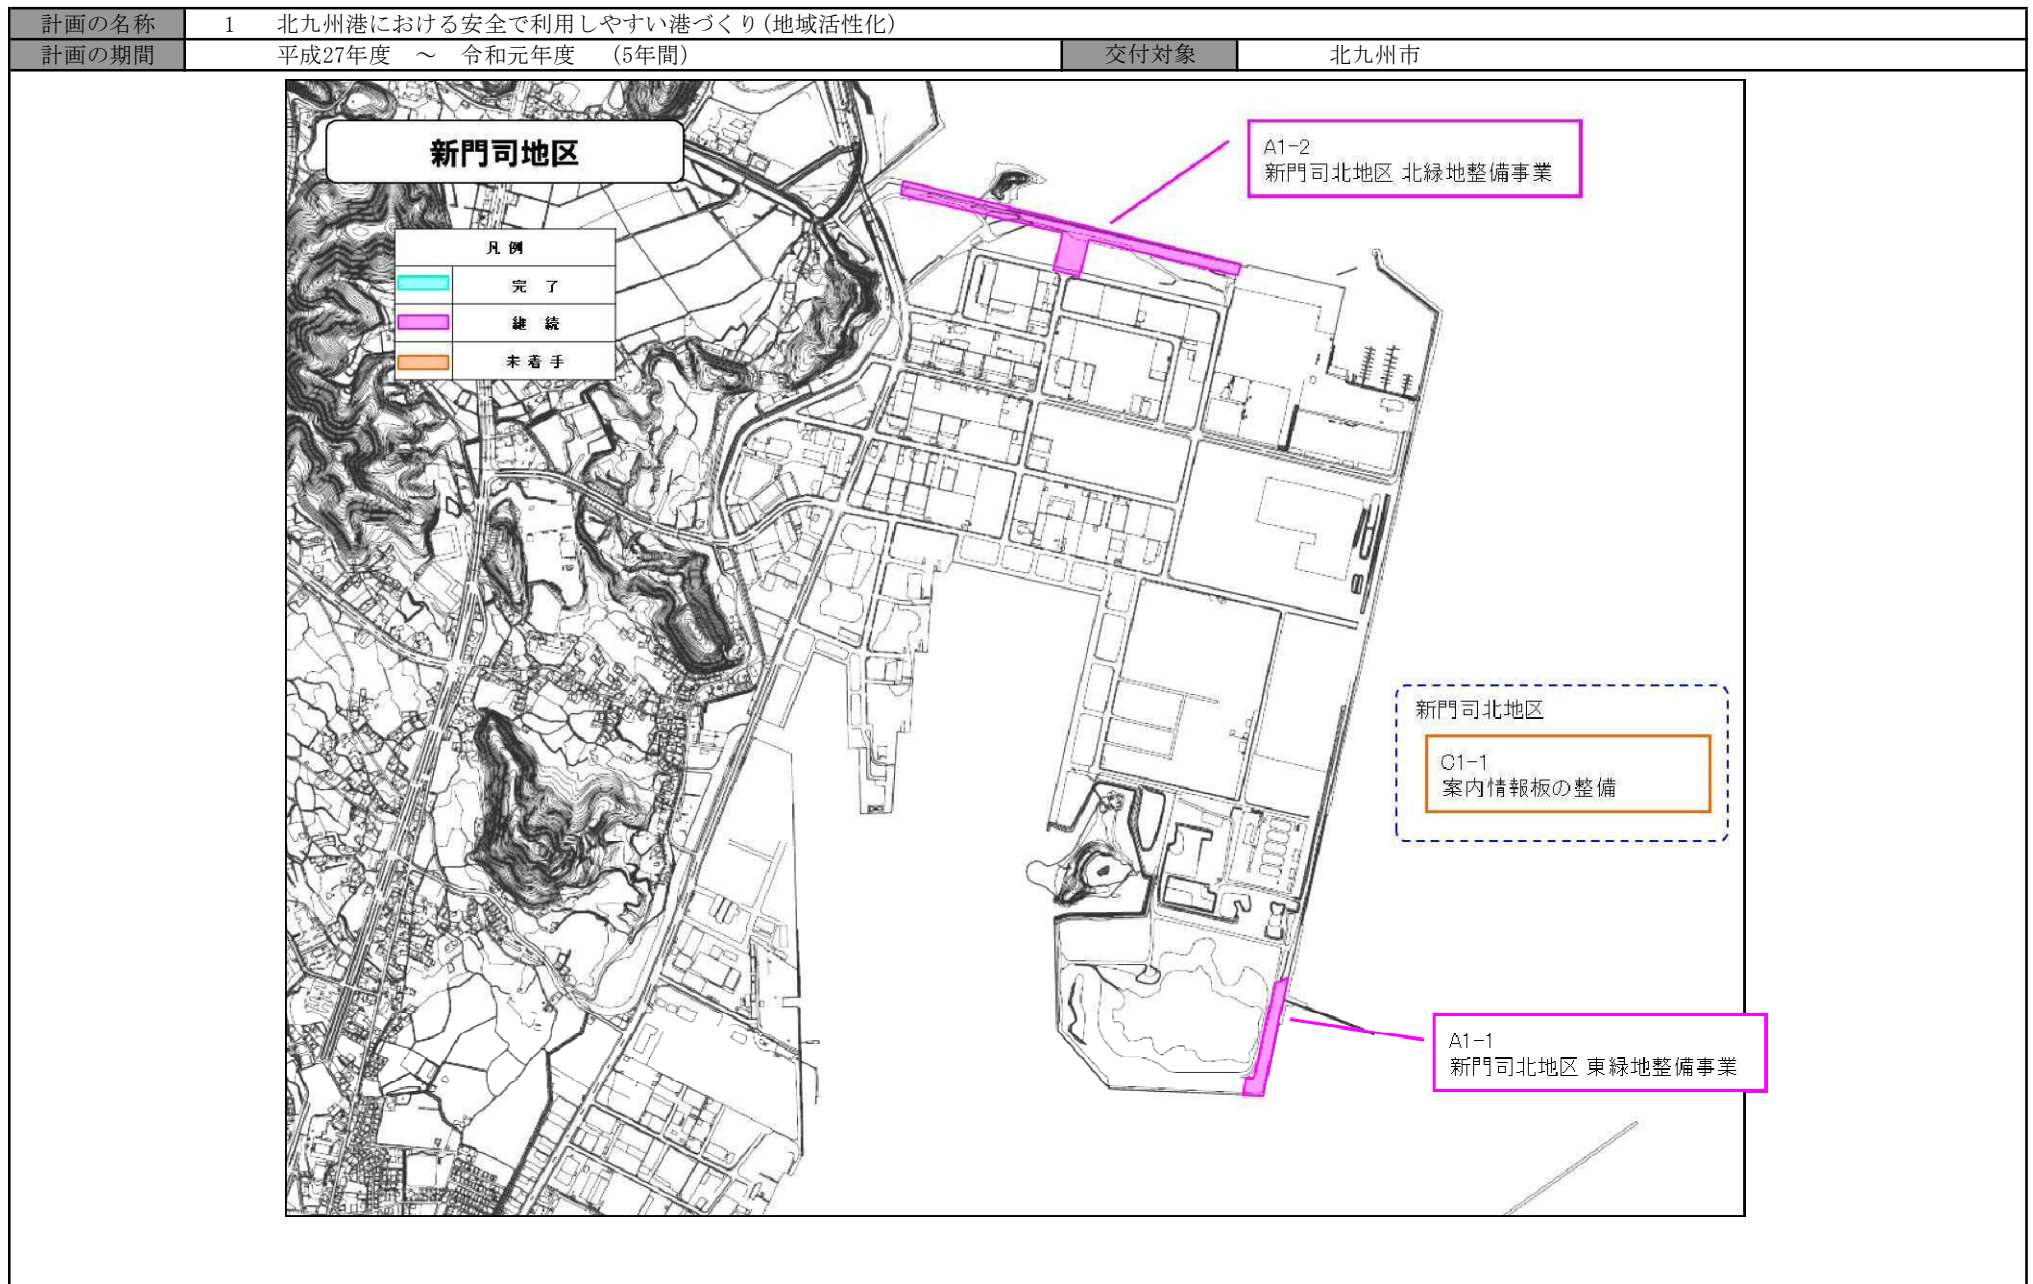 計画の名称 1 北九州港における安全で利用しやすい港づくり(地域活性化)
計画の期間 平成27年度 ～ 令和元年度 (5年間) 交付対象 北九州市
新門司地区
凡例
完 了
継 続
未着手
A1-2
新門司北地区 北緑地整備事業
新門司北地区
C1-1
案内情報板の整備
A1-1
新門司北地区 東緑地整備事業